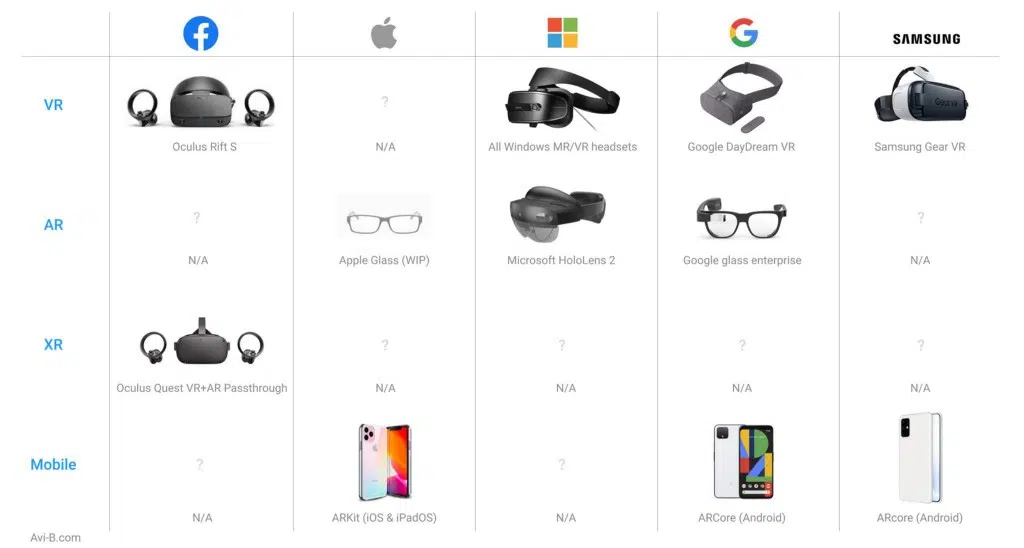 SAMSUNG
VR
?
Gear VR
Oculus Rift S
N/A
All Windows MR/VR headsets
Google DayDream VR
Samsung Gear VR
AR
?
?
N/A
Apple Glass (WIP)
Microsoft HoloLens 2
Google glass enterprise
N/A
XR
?
?
?
?
Oculus Quest VR+AR Passthrough
N/A
N/A
N/A
N/A
Mobile
?
?
N/A
ARKit (iOS & iPadOS)
N/A
ARCore (Android)
ARcore (Android)
Avi-B.com